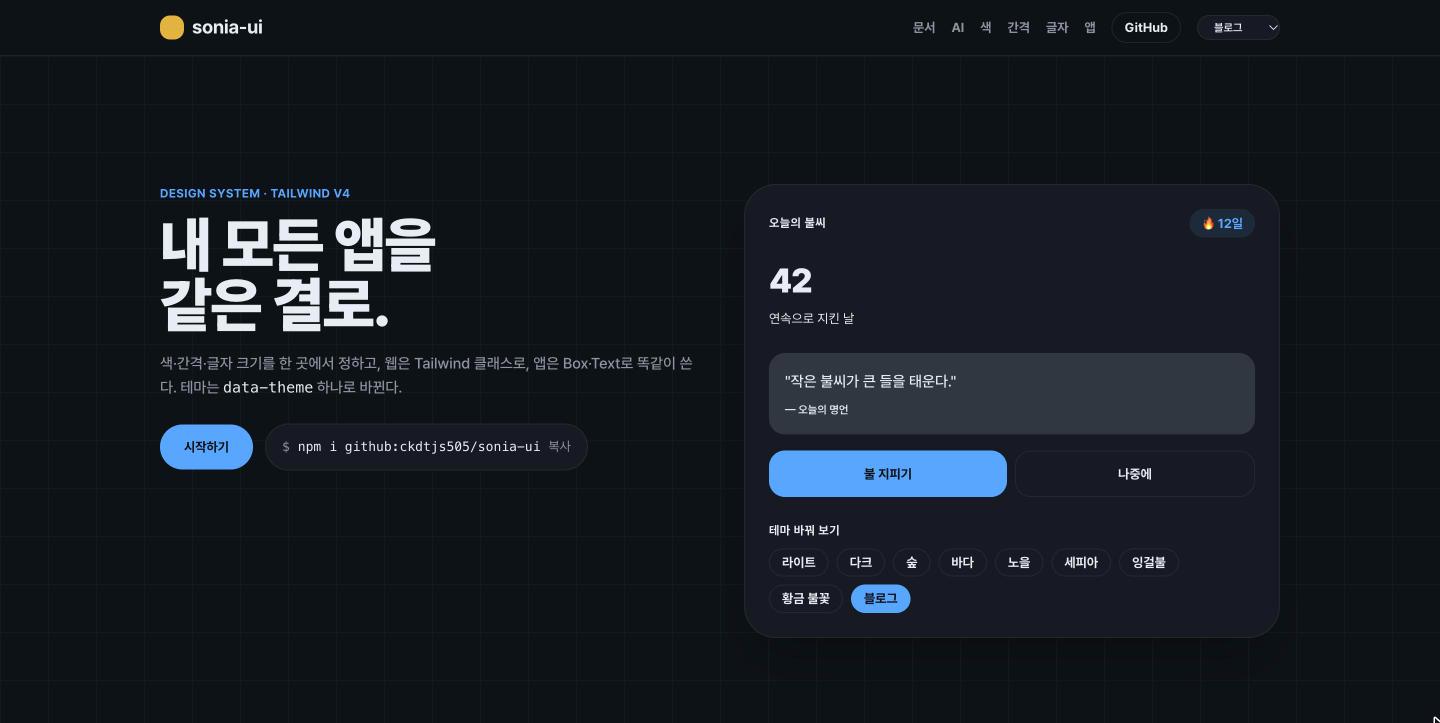 sonia-ui
문서 AI 색 간격 글자 앱 GitHub 블로그
DESIGN SYSTEM · TAILWIND V4
내 모든 앱을
같은 결로.
색·간격·글자 크기를 한 곳에서 정하고, 웹은 Tailwind 클래스로, 앱은 Box·Text로 똑같이 쓴
다. 테마는 data-theme 하나로 바뀐다.
시작하기 $ npm i github:ckdtjs505/sonia-ui 복사
오늘의 불씨 🔥 12일
42
연속으로 지킨 날
"작은 불씨가 큰 들을 태운다."
— 오늘의 명언
불 지피기 나중에
테마 바꿔 보기
라이트 다크 숲 바다 노을 세피아 잉걸불
황금 불꽃 블로그